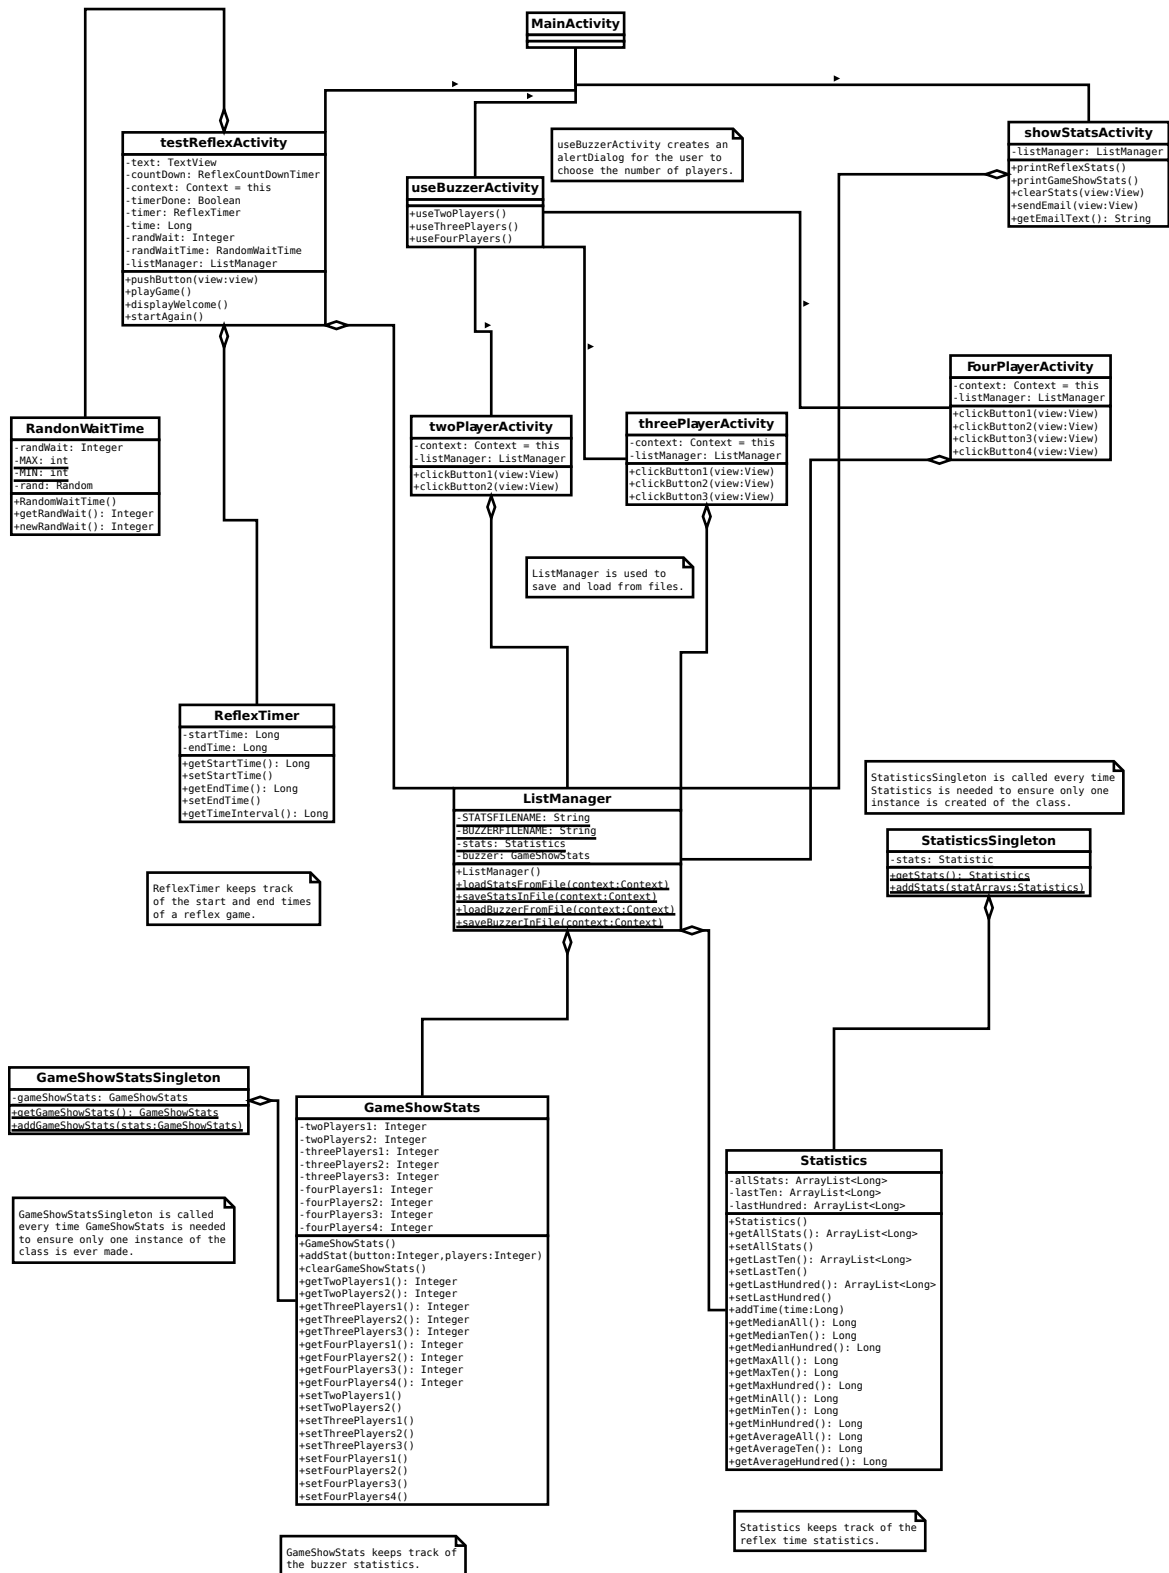 MainActivity
testReflexActivity
-text: TextView
-countDown: ReflexCountDownTimer
-context: Context = this
-timerDone: Boolean
-timer: ReflexTimer
-time: Long
-randWait: Integer
-randWaitTime: RandomWaitTime
-listManager: ListManager
+pushButton(view:view)
+playGame()
+displayWelcome()
+startAgain()
useBuzzerActivity creates an
alertDialog for the user to
choose the number of players.
showStatsActivity
-listManager: ListManager
+printReflexStats()
+printGameShowStats()
+clearStats(view:View)
+sendEmail(view:View)
+getEmailText(): String
useBuzzerActivity
+useTwoPlayers()
+useThreePlayers()
+useFourPlayers()
FourPlayerActivity
-context: Context = this
-listManager: ListManager
+clickButton1(view:View)
+clickButton2(view:View)
+clickButton3(view:View)
+clickButton4(view:View)
RandonWaitTime
-randWait: Integer
-MAX: int
-MIN: int
-rand: Random
+RandomWaitTime()
+getRandWait(): Integer
+newRandWait(): Integer
twoPlayerActivity
-context: Context = this
-listManager: ListManager
+clickButton1(view:View)
+clickButton2(view:View)
threePlayerActivity
-context: Context = this
-listManager: ListManager
+clickButton1(view:View)
+clickButton2(view:View)
+clickButton3(view:View)
ListManager is used to
save and load from files.
ReflexTimer
-startTime: Long
-endTime: Long
+getStartTime(): Long
+setStartTime()
+getEndTime(): Long
+setEndTime()
+getTimeInterval(): Long
StatisticsSingleton is called every time
Statistics is needed to ensure only one
instance is created of the class.
ListManager
-STATSFILENAME: String
-BUZZERFILENAME: String
-stats: Statistics
-buzzer: GameShowStats
+ListManager()
+loadStatsFromFile(context:Context)
+saveStatsInFile(context:Context)
+loadBuzzerFromFile(context:Context)
+saveBuzzerInFile(context:Context)
StatisticsSingleton
-stats: Statistic
+getStats(): Statistics
+addStats(statArrays:Statistics)
ReflexTimer keeps track
of the start and end times
of a reflex game.
GameShowStatsSingleton
-gameShowStats: GameShowStats
+getGameShowStats(): GameShowStats
+addGameShowStats(stats:GameShowStats)
GameShowStatsSingleton is called
every time GameShowStats is needed
to ensure only one instance of the
class is ever made.
GameShowStats
-twoPlayers1: Integer
-twoPlayers2: Integer
-threePlayers1: Integer
-threePlayers2: Integer
-threePlayers3: Integer
-fourPlayers1: Integer
-fourPlayers2: Integer
-fourPlayers3: Integer
-fourPlayers4: Integer
+GameShowStats()
+addStat(button:Integer,players:Integer)
+clearGameShowStats()
+getTwoPlayers1(): Integer
+getTwoPlayers2(): Integer
+getThreePlayers1(): Integer
+getThreePlayers2(): Integer
+getThreePlayers3(): Integer
+getFourPlayers1(): Integer
+getFourPlayers2(): Integer
+getFourPlayers3(): Integer
+getFourPlayers4(): Integer
+setTwoPlayers1()
+setTwoPlayers2()
+setThreePlayers1()
+setThreePlayers2()
+setThreePlayers3()
+setFourPlayers1()
+setFourPlayers2()
+setFourPlayers3()
+setFourPlayers4()
Statistics
-allStats: ArrayList<Long>
-lastTen: ArrayList<Long>
-lastHundred: ArrayList<Long>
+Statistics()
+getAllStats(): ArrayList<Long>
+setAllStats()
+getLastTen(): ArrayList<Long>
+setLastTen()
+getLastHundred(): ArrayList<Long>
+setLastHundred()
+addTime(time:Long)
+getMedianAll(): Long
+getMedianTen(): Long
+getMedianHundred(): Long
+getMaxAll(): Long
+getMaxTen(): Long
+getMaxHundred(): Long
+getMinAll(): Long
+getMinTen(): Long
+getMinHundred(): Long
+getAverageAll(): Long
+getAverageTen(): Long
+getAverageHundred(): Long
Statistics keeps track of the
reflex time statistics.
GameShowStats keeps track of
the buzzer statistics.